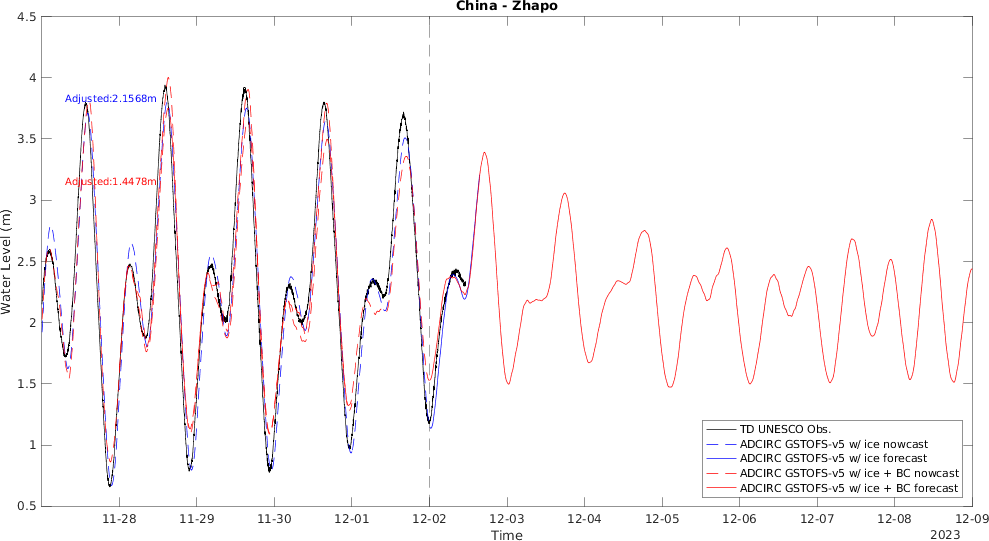 China - Zhapo
4.5
4
3.5
3
2.5
2
1.5
1
0.5
Water Level (m)
Adjusted:2.1568m
Adjusted:1.4478m
TD UNESCO Obs.
ADCIRC GSTOFS-v5 w/ ice nowcast
ADCIRC GSTOFS-v5 w/ ice forecast
ADCIRC GSTOFS-v5 w/ ice + BC nowcast
ADCIRC GSTOFS-v5 w/ ice + BC forecast
11-28 11-29 11-30 12-01 12-02 12-03 12-04 12-05 12-06 12-07 12-08 12-09
Time
2023